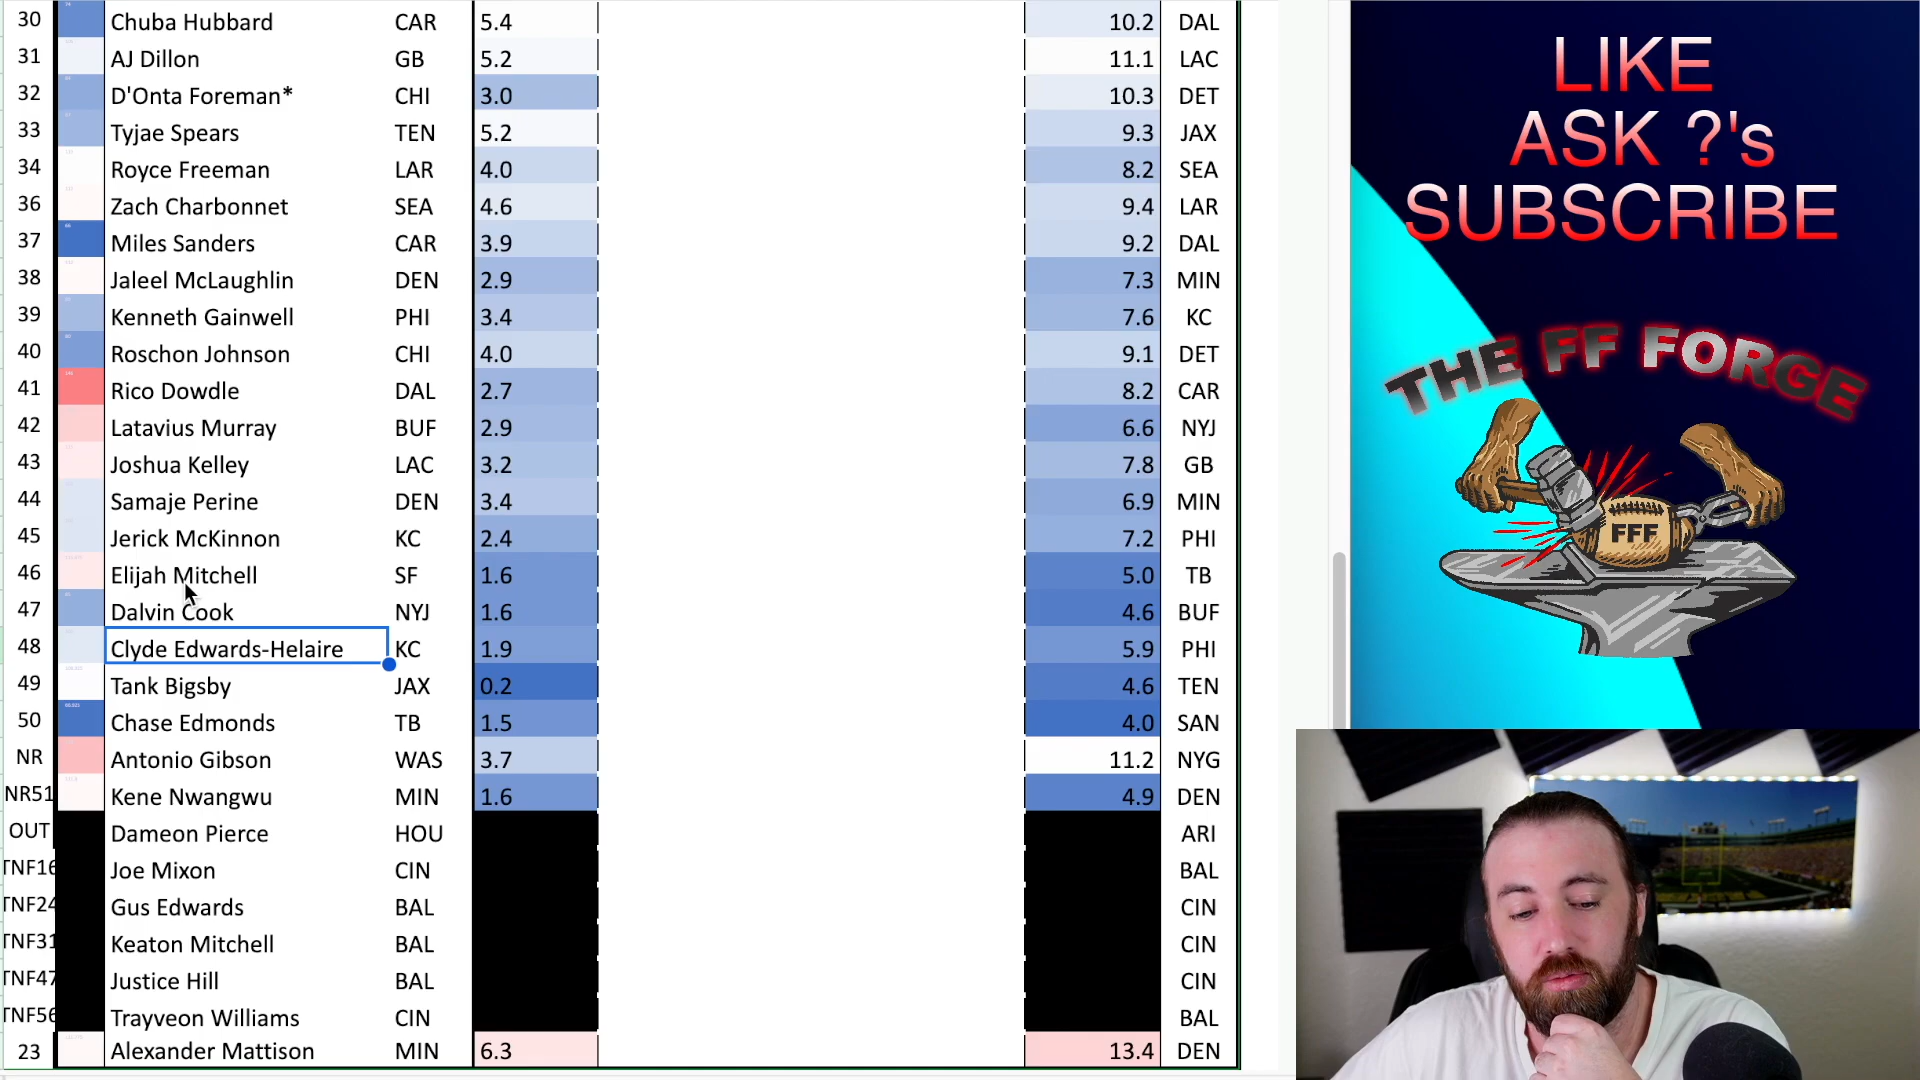 30 Chuba Hubbard CAR 5.4 10.2 DAL
31 AJ Dillon GB 5.2 11.1 LAC
32 D'Onta Foreman* CHI 3.0 10.3 DET
33 Tyjae Spears TEN 5.2 9.3 JAX
34 Royce Freeman LAR 4.0 8.2 SEA
36 Zach Charbonnet SEA 4.6 9.4 LAR
37 Miles Sanders CAR 3.9 9.2 DAL
38 Jaleel McLaughlin DEN 2.9 7.3 MIN
39 Kenneth Gainwell PHI 3.4 7.6 KC
40 Roschon Johnson CHI 4.0 9.1 DET
41 Rico Dowdle DAL 2.7 8.2 CAR
42 Latavius Murray BUF 2.9 6.6 NYJ
43 Joshua Kelley LAC 3.2 7.8 GB
44 Samaje Perine DEN 3.4 6.9 MIN
45 Jerick McKinnon KC 2.4 7.2 PHI
46 Elijah Mitchell SF 1.6 5.0 TB
47 Dalvin Cook NYJ 1.6 4.6 BUF
48 Clyde Edwards-Helaire KC 1.9 5.9 PHI
49 Tank Bigsby JAX 0.2 4.6 TEN
50 Chase Edmonds TB 1.5 4.0 SAN
NR Antonio Gibson WAS 3.7 11.2 NYG
NR51 Kene Nwangwu MIN 1.6 4.9 DEN
OUT Dameon Pierce HOU ARI
TNF16 Joe Mixon CIN BAL
TNF24 Gus Edwards BAL CIN
TNF31 Keaton Mitchell BAL CIN
TNF47 Justice Hill BAL CIN
TNF56 Trayveon Williams CIN BAL
23 Alexander Mattison MIN 6.3 13.4 DEN
LIKE
ASK ?'s
SUBSCRIBE
THE FF FORGE
FFF